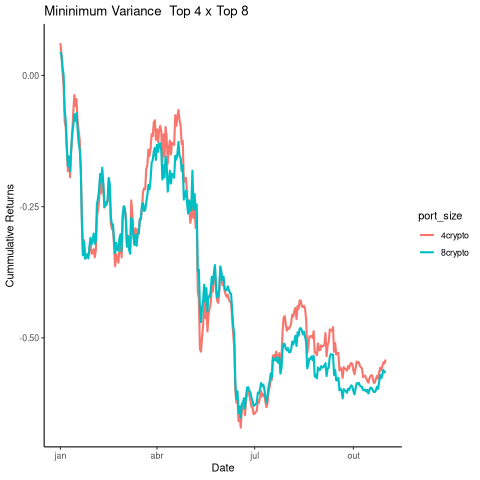 Mininimum Variance  Top 4 x Top 8
0.00
-0.25
-0.50
Cummulative Returns
jan
abr
jul
out
Date
port_size
4crypto
8crypto